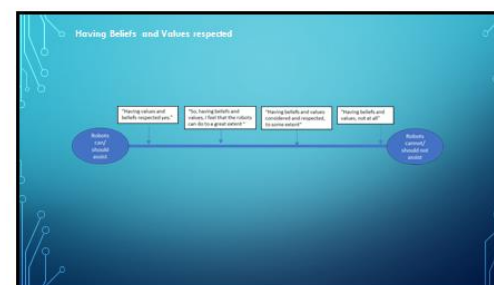 Having Beliefs and Values respected
"Having values and
beliefs respected yes,"
"So, having beliefs and
values, I feel that the robots
can do to a great extent "
"Having beliefs and values
considered and respected,
to some extent"
"Having beliefs and
values, not at all"
Robots
can/
should
assist
Robots
cannot/
should not
assist